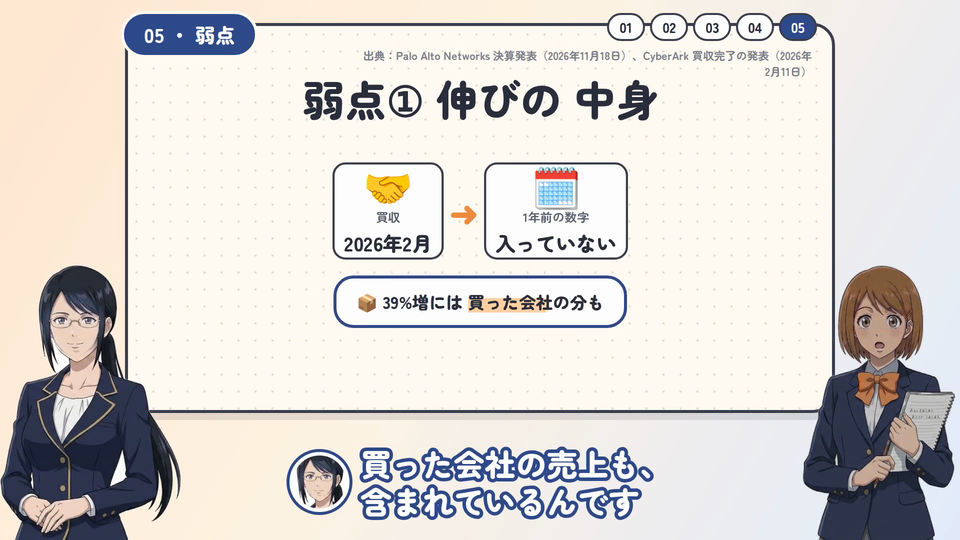 05 ・ 弱点
01 02 03 04 05
出典：Palo Alto Networks 決算発表（2026年11月18日）、CyberArk 買収完了の発表（2026年
2月11日）
弱点① 伸びの 中身
買収
2026年2月
1年前の数字
入っていない
39%増には 買った会社の分も
買った会社の売上も、
含まれているんです